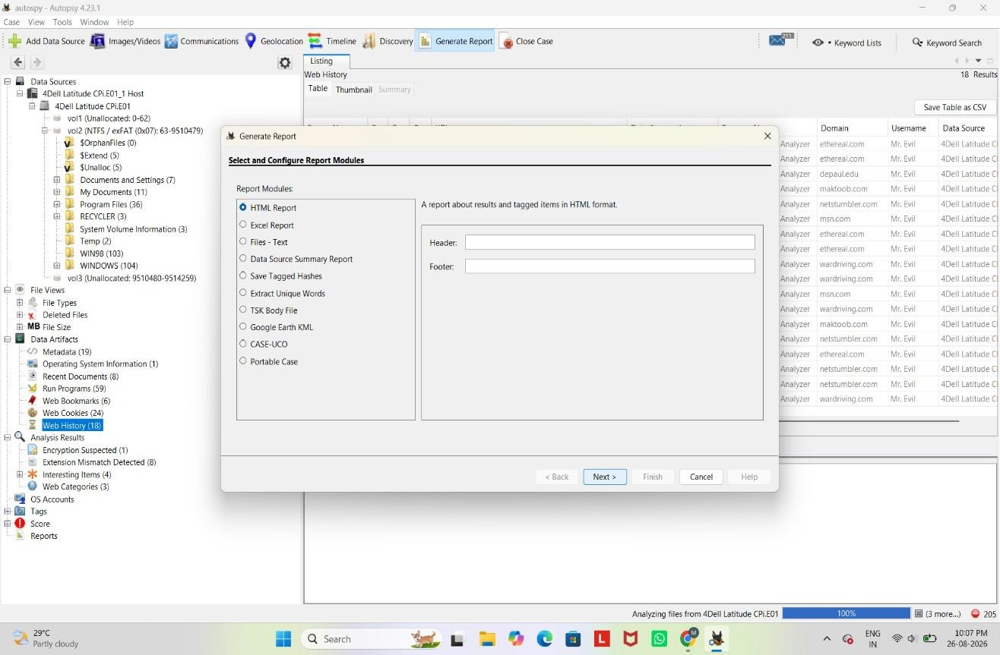 autospy - Autopsy 4.23.1
Case View Tools Window Help
Add Data Source Images/Videos Communications Geolocation Timeline Discovery Generate Report Close Case 211 Keyword Lists Keyword Search
Listing
Web History 18 Results
Table Thumbnail Summary
Save Table as CSV
Data Sources
4Dell Latitude CPi.E01_1 Host
4Dell Latitude CPi.E01
vol1 (Unallocated: 0-62)
vol2 (NTFS / exFAT (0x07): 63-9510479)
$OrphanFiles (0)
$Extend (5)
$Unalloc (5)
Documents and Settings (7)
My Documents (11)
Program Files (36)
RECYCLER (3)
System Volume Information (3)
Temp (2)
WIN98 (103)
WINDOWS (104)
vol3 (Unallocated: 9510480-9514259)
File Views
File Types
Deleted Files
MB File Size
Data Artifacts
Metadata (19)
Operating System Information (1)
Recent Documents (8)
Run Programs (59)
Web Bookmarks (6)
Web Cookies (24)
Web History (18)
Analysis Results
Encryption Suspected (1)
Extension Mismatch Detected (8)
Interesting Items (4)
Web Categories (3)
OS Accounts
Tags
Score
Reports
Generate Report
Select and Configure Report Modules
Report Modules:
HTML Report
Excel Report
Files - Text
Data Source Summary Report
Save Tagged Hashes
Extract Unique Words
TSK Body File
Google Earth KML
CASE-UCO
Portable Case
A report about results and tagged items in HTML format.
Header:
Footer:
< Back Next > Finish Cancel Help
Domain Username Data Source
Analyzer ethereal.com Mr. Evil 4Dell Latitude C
Analyzer ethereal.com Mr. Evil 4Dell Latitude C
Analyzer depaul.edu Mr. Evil 4Dell Latitude C
Analyzer maktoob.com Mr. Evil 4Dell Latitude C
Analyzer netstumbler.com Mr. Evil 4Dell Latitude C
Analyzer msn.com Mr. Evil 4Dell Latitude C
Analyzer ethereal.com Mr. Evil 4Dell Latitude C
Analyzer ethereal.com Mr. Evil 4Dell Latitude C
Analyzer wardriving.com Mr. Evil 4Dell Latitude C
Analyzer wardriving.com Mr. Evil 4Dell Latitude C
Analyzer msn.com Mr. Evil 4Dell Latitude C
Analyzer wardriving.com Mr. Evil 4Dell Latitude C
Analyzer maktoob.com Mr. Evil 4Dell Latitude C
Analyzer netstumbler.com Mr. Evil 4Dell Latitude C
Analyzer ethereal.com Mr. Evil 4Dell Latitude C
Analyzer netstumbler.com Mr. Evil 4Dell Latitude C
Analyzer netstumbler.com Mr. Evil 4Dell Latitude C
Analyzer wardriving.com Mr. Evil 4Dell Latitude C
Analyzing files from 4Dell Latitude CPi.E01 100% (3 more...) 205
29°C
Partly cloudy
Search
ENG
IN
10:07 PM
26-08-2026